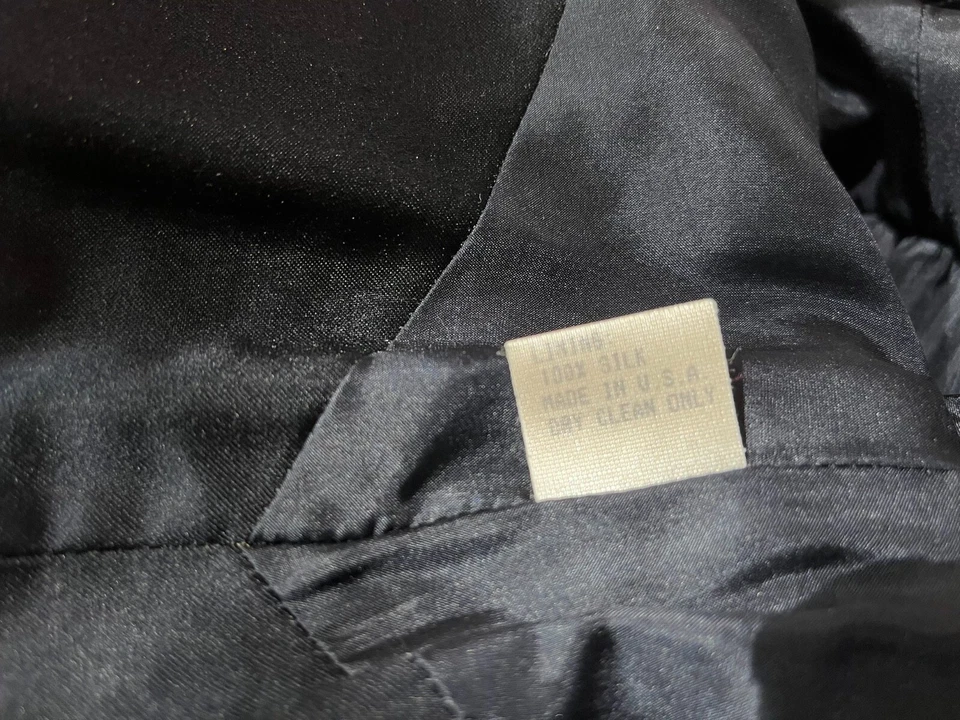 LINING:
100% SILK
MADE IN U.S.A.
DRY CLEAN ONLY